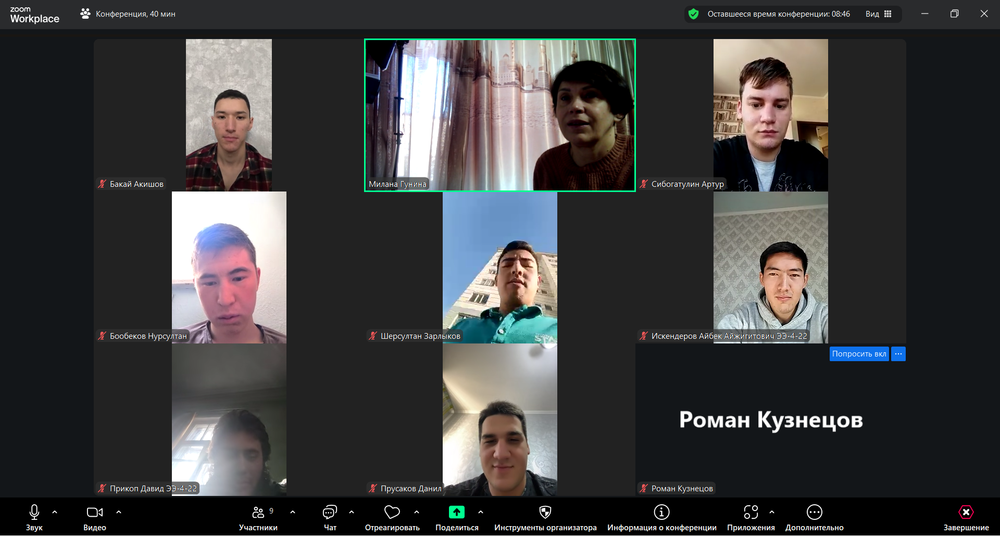 zoom
Workplace
Конференция, 40 мин
Оставшееся время конференции: 08:46
Вид
Бакай Акишов
Милана Гунина
Сибогатулин Артур
Бообеков Нурсултан
Шерсултан Зарлыков
Искендеров Айбек Айжигитович ЭЭ-4-22
Попросить вкл
...
Роман Кузнецов
Прикоп Давид ЭЭ-4-22
Прусаков Данил
Роман Кузнецов
9
Звук
Видео
Участники
Чат
Отреагировать
Поделиться
Инструменты организатора
Информация о конференции
Приложения
Дополнительно
Завершение